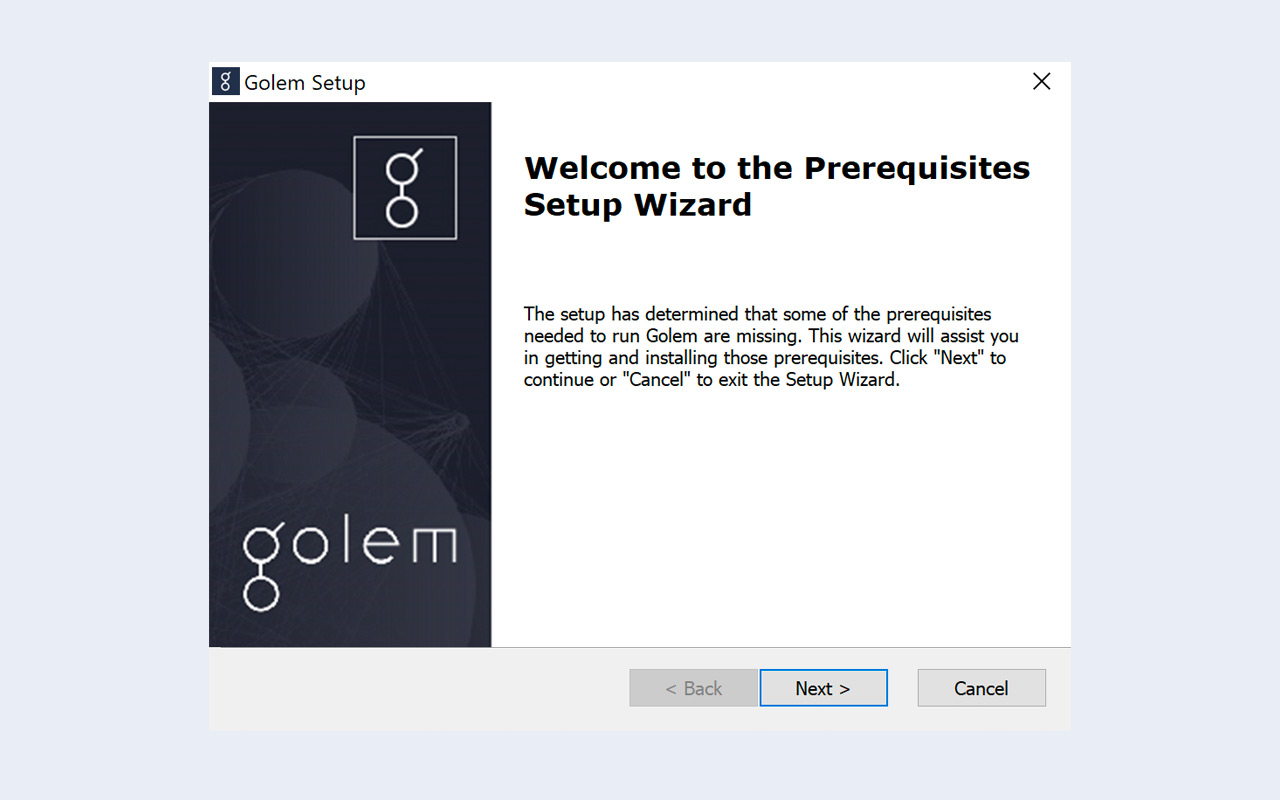 Golem Setup
Welcome to the Prerequisites
Setup Wizard
The setup has determined that some of the prerequisites
needed to run Golem are missing. This wizard will assist you
in getting and installing those prerequisites. Click "Next" to
continue or "Cancel" to exit the Setup Wizard.
golem
< Back
Next >
Cancel